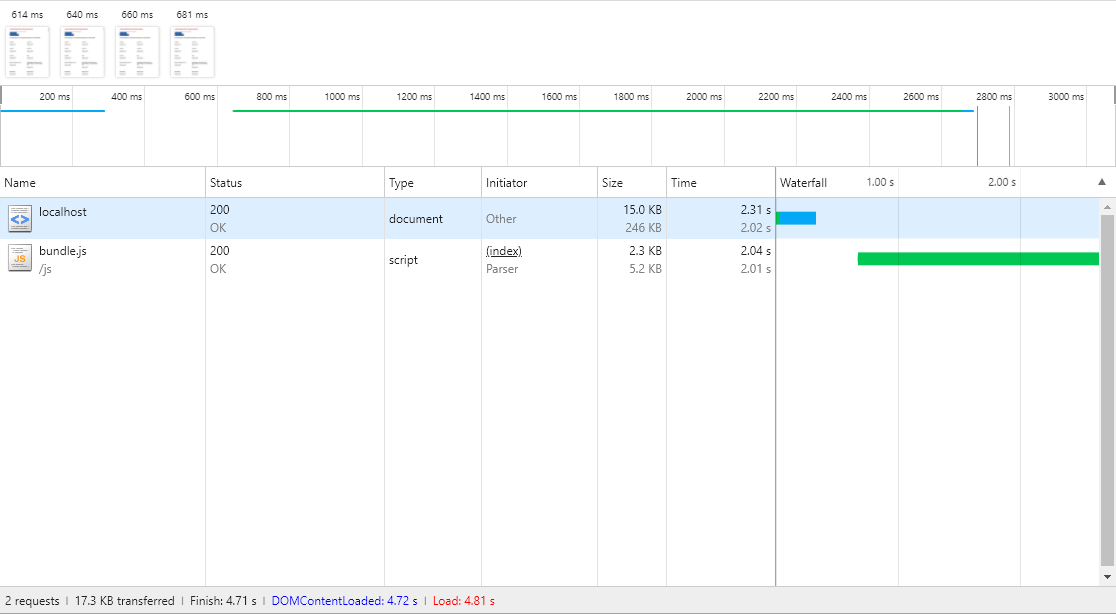 614 ms 640 ms 660 ms 681 ms
200 ms 400 ms 600 ms 800 ms 1000 ms 1200 ms 1400 ms 1600 ms 1800 ms 2000 ms 2200 ms 2400 ms 2600 ms 2800 ms 3000 ms
Name Status Type Initiator Size Time Waterfall 1.00 s 2.00 s
localhost 200 document Other 15.0 KB 2.31 s
OK 246 KB 2.02 s
bundle.js 200 script (index) 2.3 KB 2.04 s
JS /js OK Parser 5.2 KB 2.01 s
2 requests | 17.3 KB transferred | Finish: 4.71 s | DOMContentLoaded: 4.72 s | Load: 4.81 s